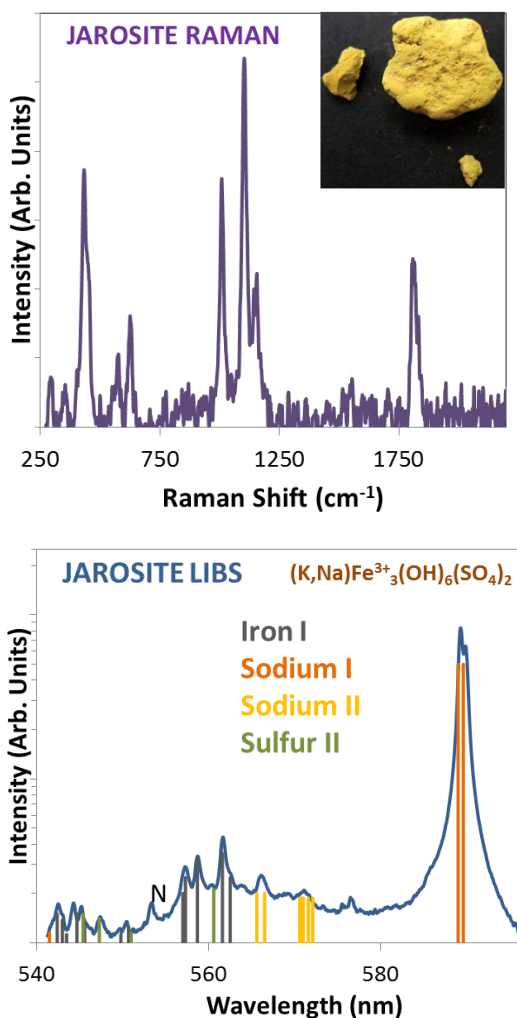 JAROSITE RAMAN
Intensity (Arb. Units)
250 750 1250 1750
Raman Shift (cm⁻¹)
JAROSITE LIBS (K,Na)Fe³⁺₃(OH)₆(SO₄)₂
Iron I
Sodium I
Sodium II
Sulfur II
N
Intensity (Arb. Units)
540 560 580
Wavelength (nm)